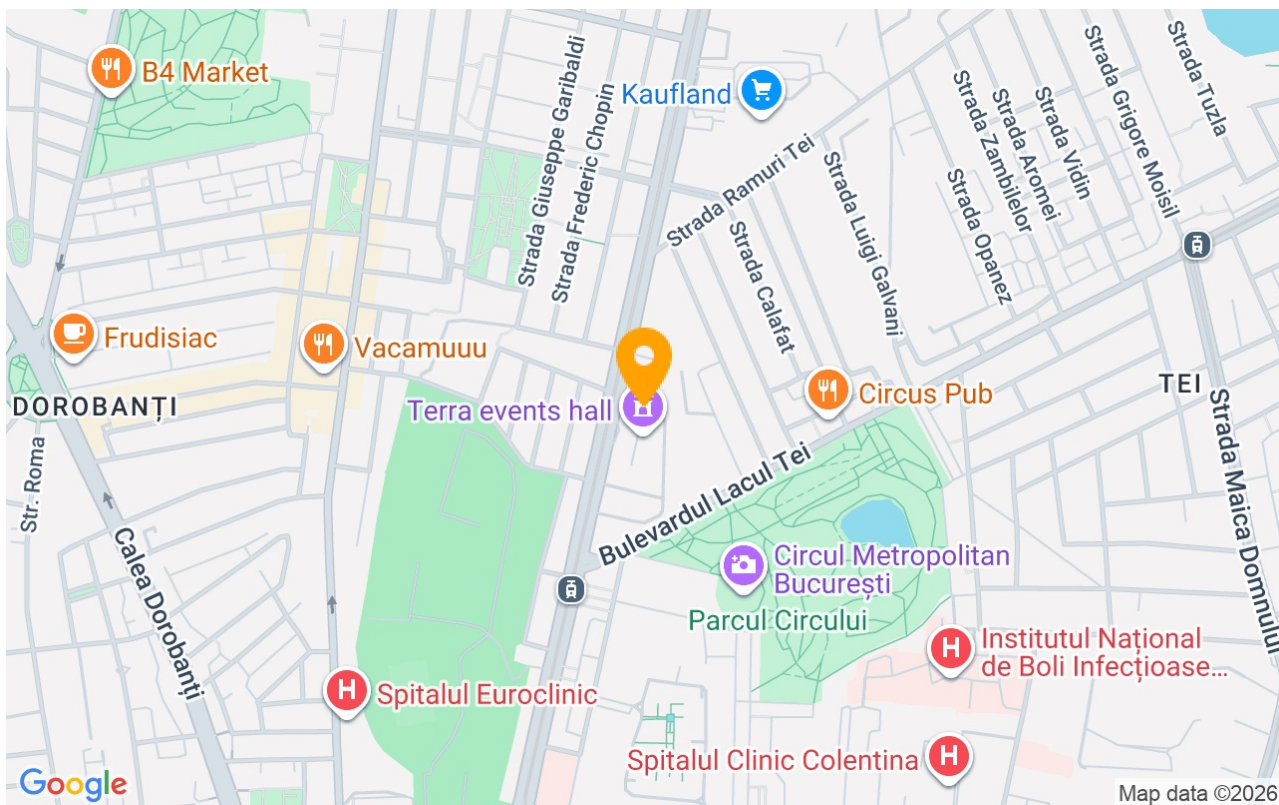 B4 Market
Kaufland
Strada Giuseppe Garibaldi
Strada Frederic Chopin
Strada Ramuri Tei
Strada Calafat
Strada Luigi Galvani
Strada Opanez
Strada Zambilelor
Strada Aromei
Strada Vidin
Strada Grigore Moisil
Strada Tuzla
Frudisiac
Vacamuuu
DOROBANȚI
Terra events hall
Circus Pub
TEI
Str. Roma
Calea Dorobanți
Bulevardul Lacul Tei
Strada Maica Domnului
Circul Metropolitan
București
Parcul Circului
Institutul Național
de Boli Infecțioase...
Spitalul Euroclinic
Spitalul Clinic Colentina
Google
Map data ©2026